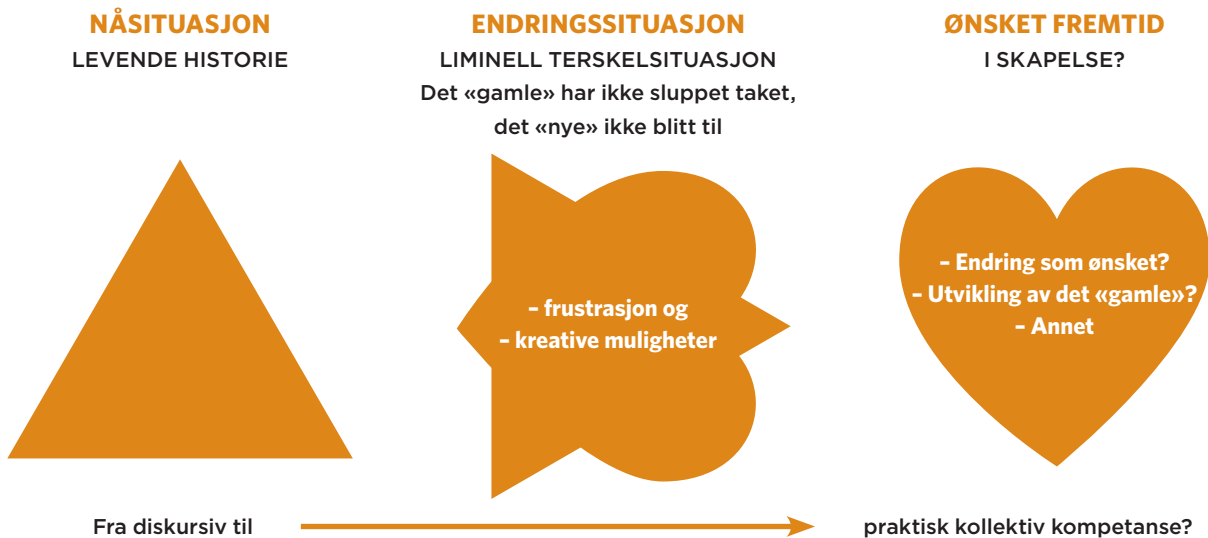 NÅSITUASJON
LEVENDE HISTORIE
ENDRINGSSITUASJON
LIMINELL TERSKELSITUASJON
Det «gamle» har ikke sluppet taket,
det «nye» ikke blitt til
ØNSKET FREMTID
I SKAPELSE?
– frustrasjon og
– kreative muligheter
– Endring som ønsket?
– Utvikling av det «gamle»?
– Annet
Fra diskursiv til
praktisk kollektiv kompetanse?